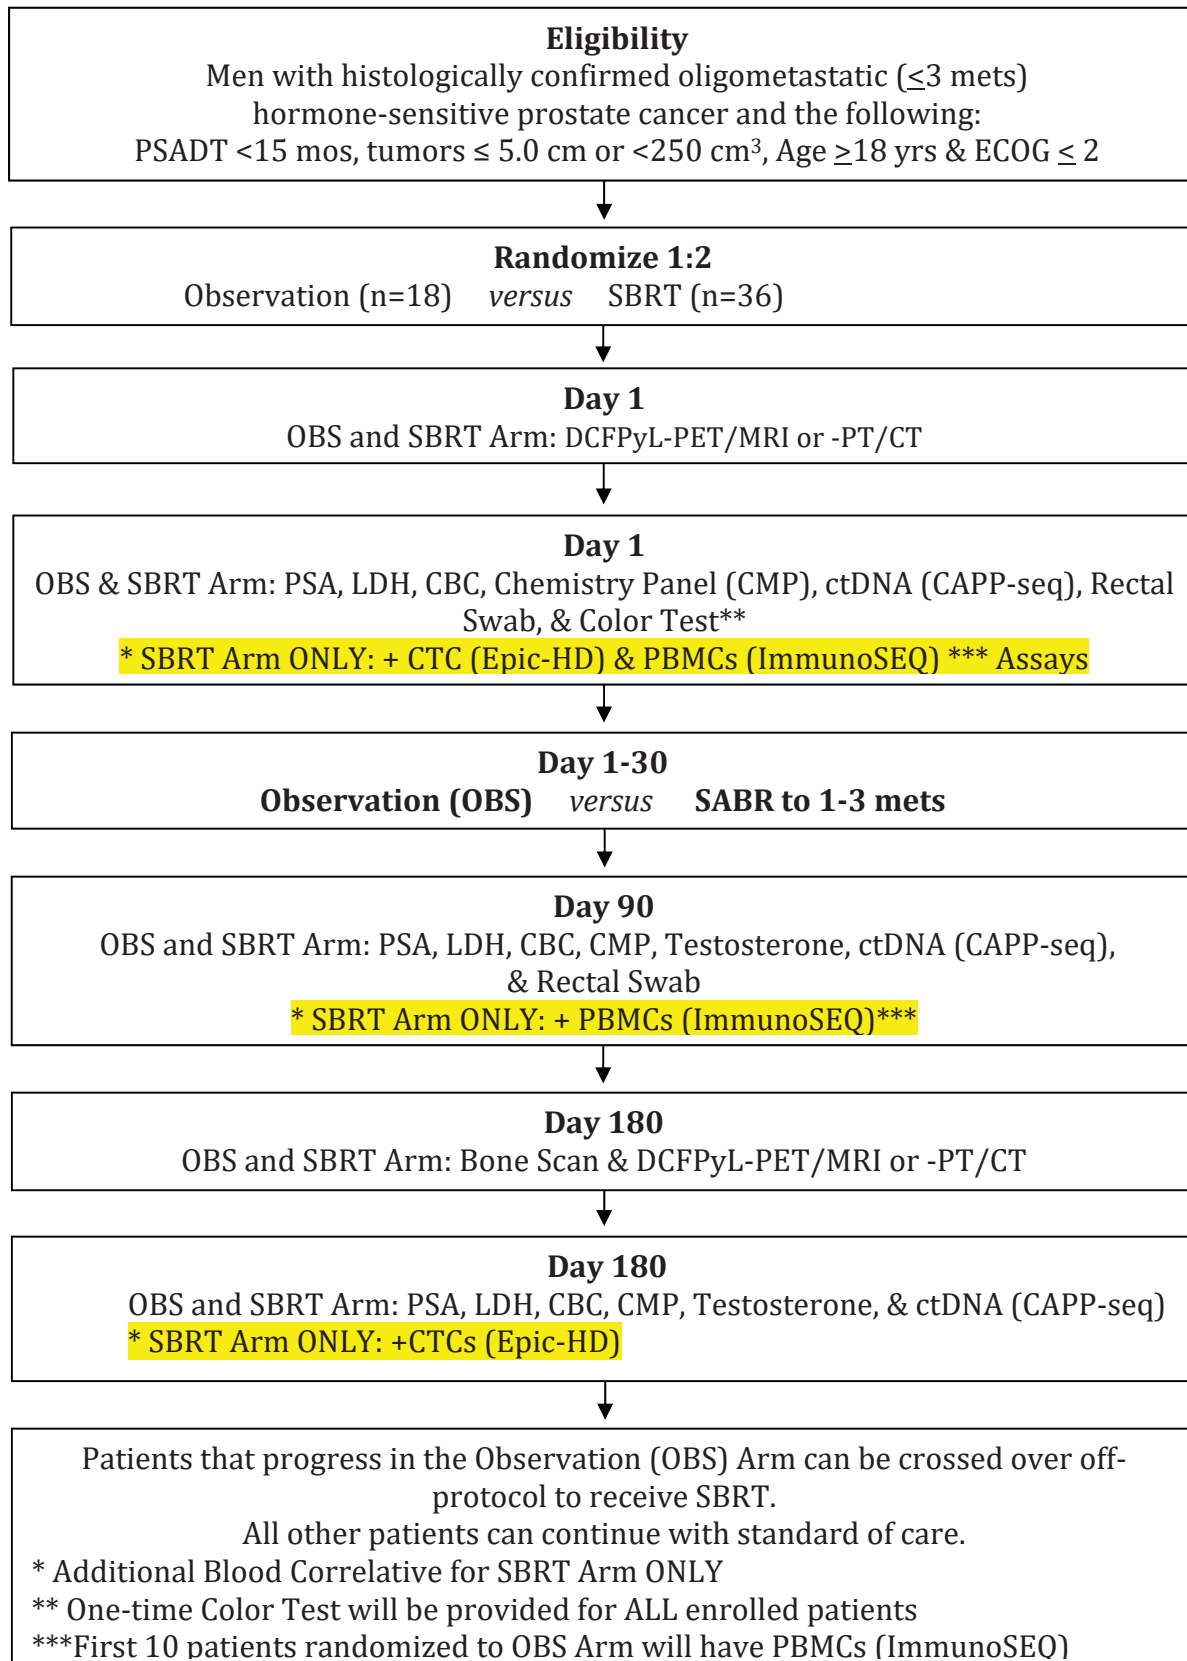 Eligibility
Men with histologically confirmed oligometastatic (≤3 mets)
hormone-sensitive prostate cancer and the following:
PSADT <15 mos, tumors ≤ 5.0 cm or <250 cm³, Age ≥18 yrs & ECOG ≤ 2
Randomize 1:2
Observation (n=18) versus SBRT (n=36)
Day 1
OBS and SBRT Arm: DCFPyL-PET/MRI or -PT/CT
Day 1
OBS & SBRT Arm: PSA, LDH, CBC, Chemistry Panel (CMP), ctDNA (CAPP-seq), Rectal
Swab, & Color Test**
* SBRT Arm ONLY: + CTC (Epic-HD) & PBMCs (ImmunoSEQ) *** Assays
Day 1-30
Observation (OBS) versus SABR to 1-3 mets
Day 90
OBS and SBRT Arm: PSA, LDH, CBC, CMP, Testosterone, ctDNA (CAPP-seq),
& Rectal Swab
* SBRT Arm ONLY: + PBMCs (ImmunoSEQ)***
Day 180
OBS and SBRT Arm: Bone Scan & DCFPyL-PET/MRI or -PT/CT
Day 180
OBS and SBRT Arm: PSA, LDH, CBC, CMP, Testosterone, & ctDNA (CAPP-seq)
* SBRT Arm ONLY: +CTCs (Epic-HD)
Patients that progress in the Observation (OBS) Arm can be crossed over off-
protocol to receive SBRT.
All other patients can continue with standard of care.
* Additional Blood Correlative for SBRT Arm ONLY
** One-time Color Test will be provided for ALL enrolled patients
***First 10 patients randomized to OBS Arm will have PBMCs (ImmunoSEQ)